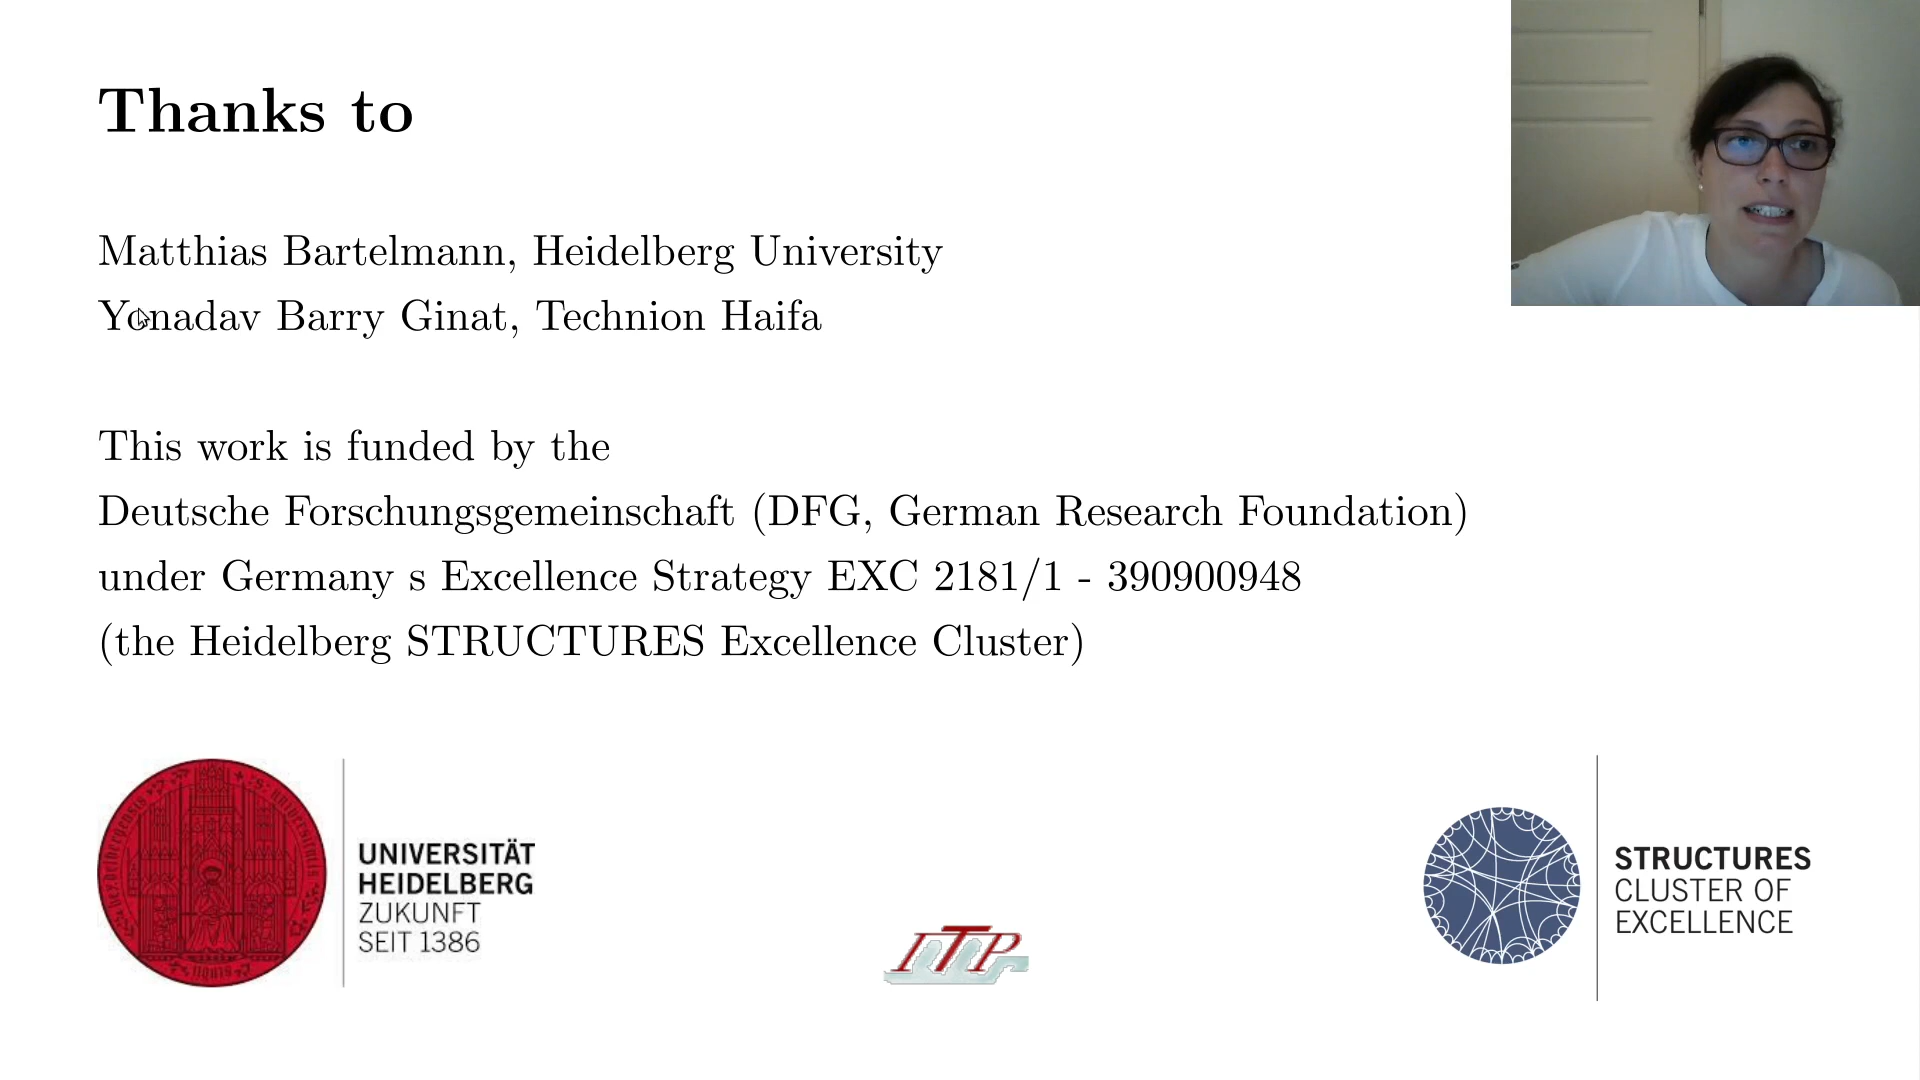 Thanks to
Matthias Bartelmann, Heidelberg University
Yonadav Barry Ginat, Technion Haifa
This work is funded by the
Deutsche Forschungsgemeinschaft (DFG, German Research Foundation)
under Germany s Excellence Strategy EXC 2181/1 - 390900948
(the Heidelberg STRUCTURES Excellence Cluster)
UNIVERSITÄT
HEIDELBERG
ZUKUNFT
SEIT 1386
ITP
STRUCTURES
CLUSTER OF
EXCELLENCE